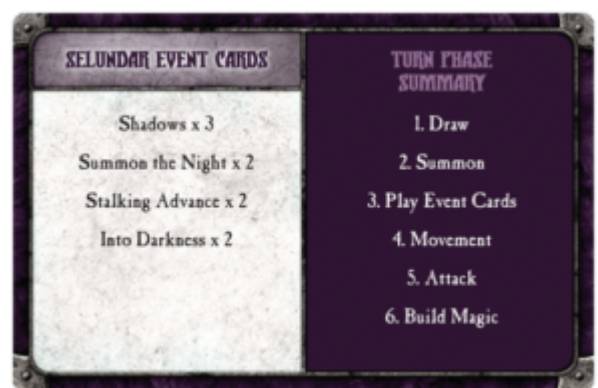 SELUNDAR EVENT CARDS
Shadows x 3
Summon the Night x 2
Stalking Advance x 2
Into Darkness x 2
TURN PHASE
SUMMARY
1. Draw
2. Summon
3. Play Event Cards
4. Movement
5. Attack
6. Build Magic